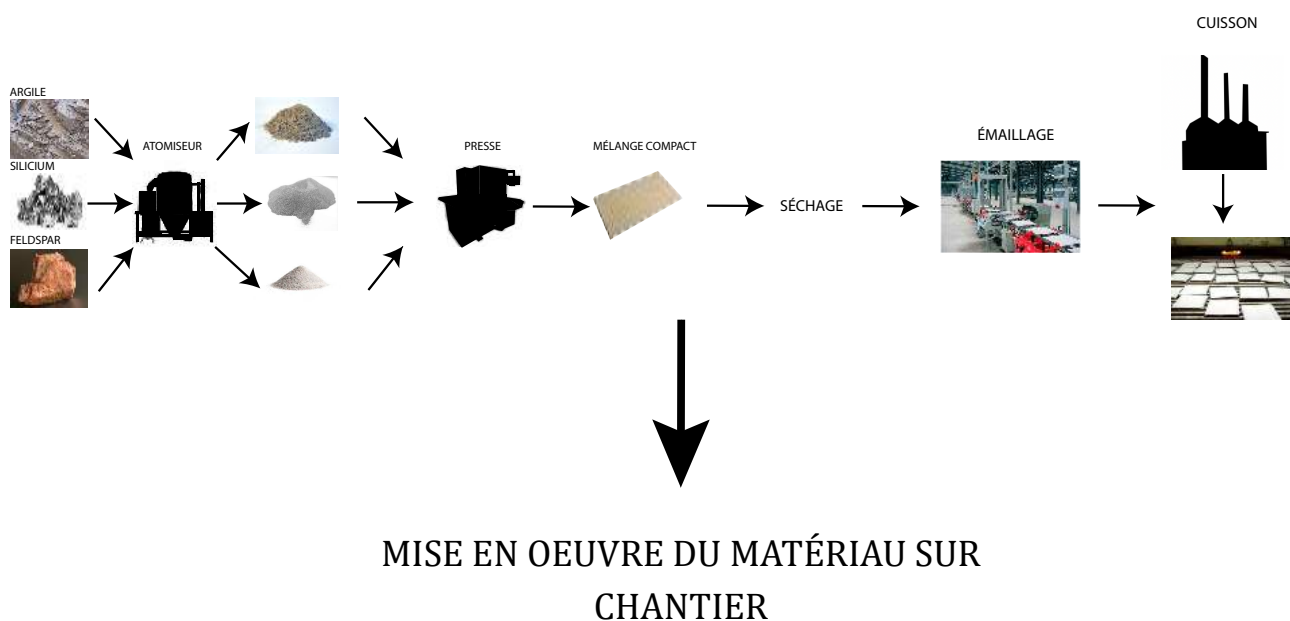 CUISSON
ARGILE
ATOMISEUR
SILICIUM
FELDSPAR
PRESSE
MÉLANGE COMPACT
SÉCHAGE
ÉMAILLAGE
MISE EN OEUVRE DU MATÉRIAU SUR
CHANTIER